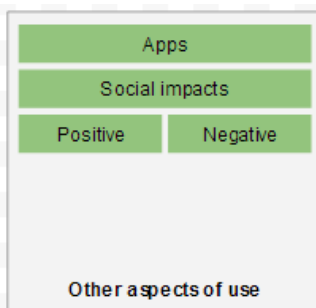 Apps
Social impacts
Positive Negative
Other aspects of use